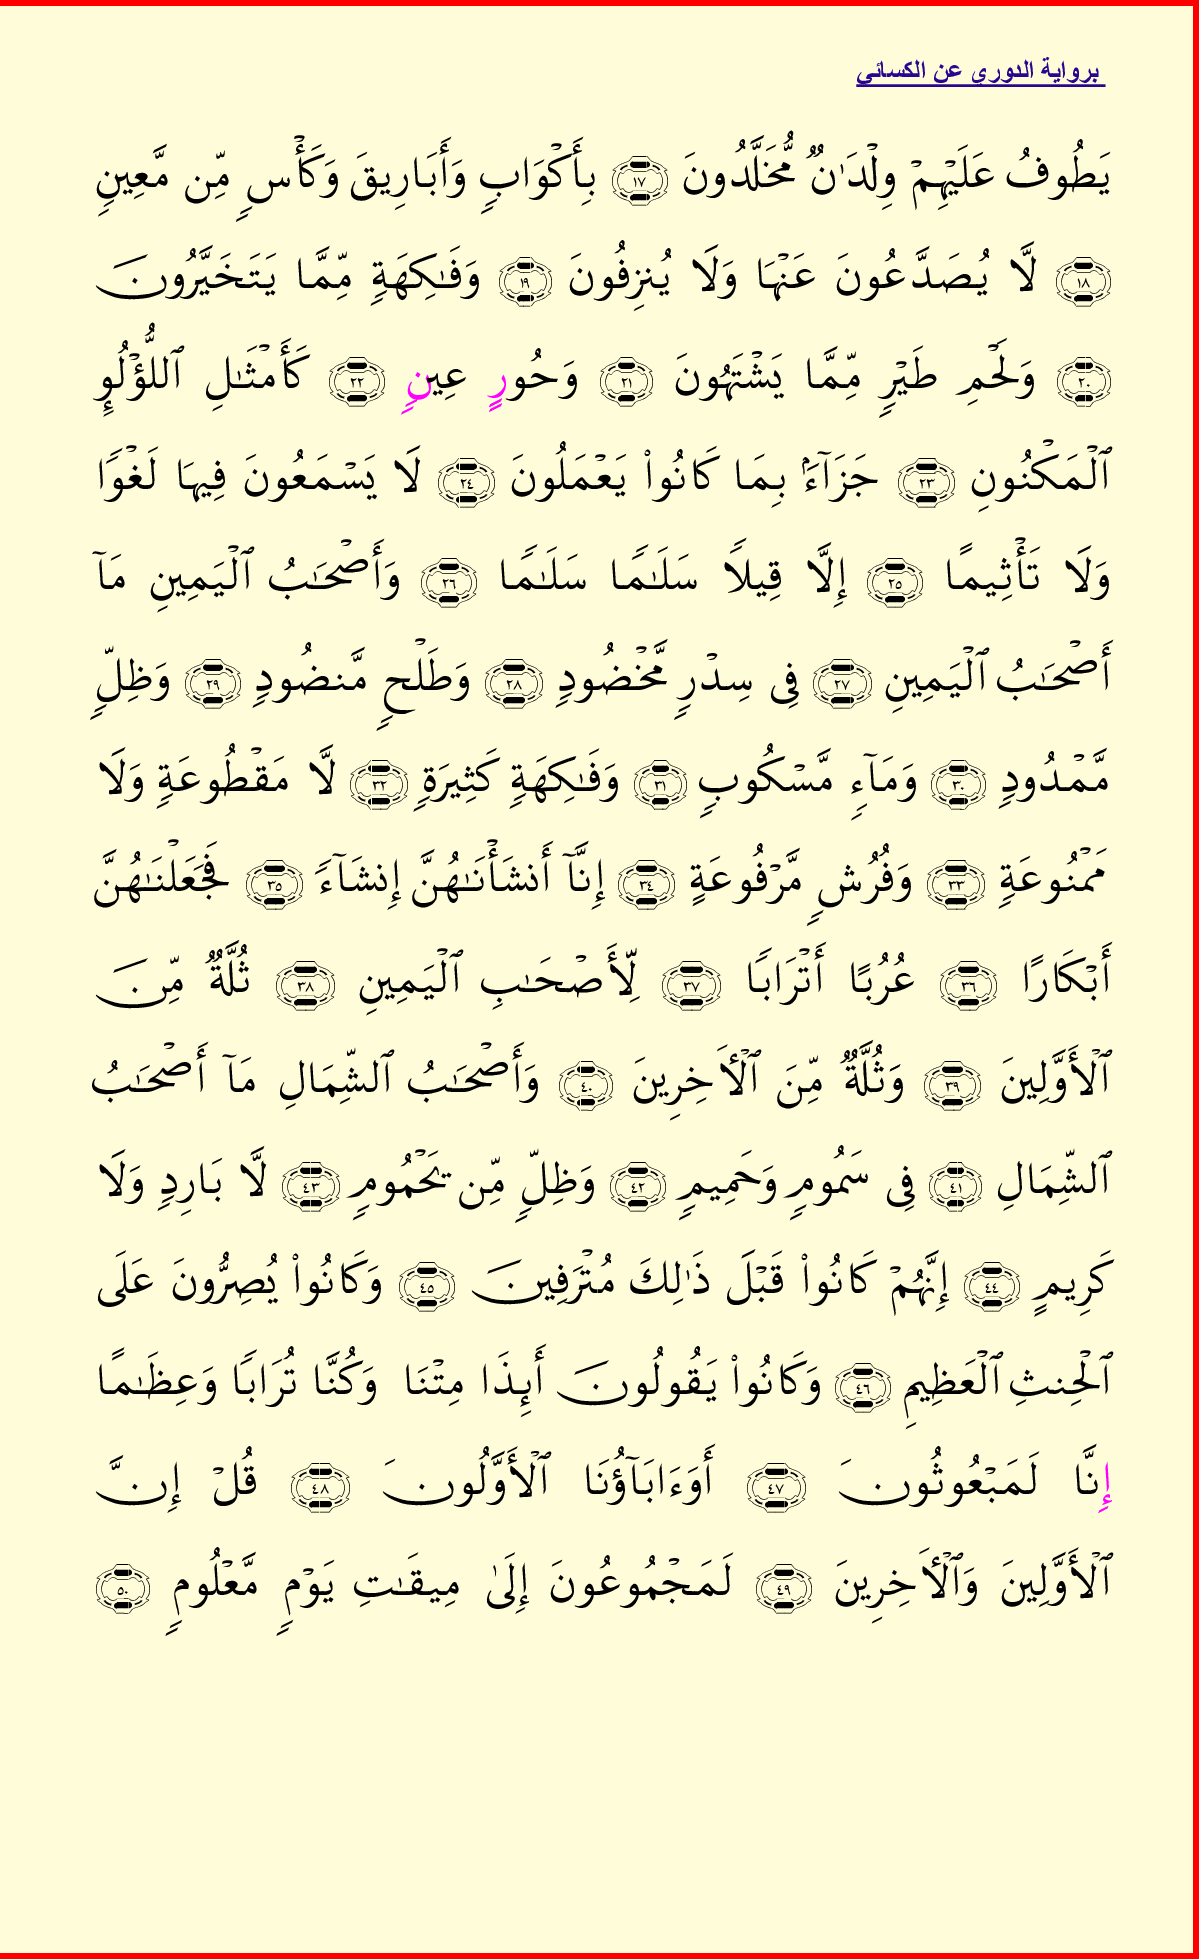 برواية الدوري عن الكسائي
يَطُوفُ عَلَيۡهِمۡ وِلۡدَٰنٞ مُّخَلَّدُونَ ١٧ بِأَكۡوَابٖ وَأَبَارِيقَ وَكَأۡسٖ مِّن مَّعِينٖ
١٨ لَّا يُصَدَّعُونَ عَنۡهَا وَلَا يُنزِفُونَ ١٩ وَفَٰكِهَةٖ مِّمَّا يَتَخَيَّرُونَ
٢٠ وَلَحۡمِ طَيۡرٖ مِّمَّا يَشۡتَهُونَ ٢١ وَحُورٍ عِينٖ ٢٢ كَأَمۡثَٰلِ ٱللُّؤۡلُوِٕ
ٱلۡمَكۡنُونِ ٢٣ جَزَآءَۢ بِمَا كَانُواْ يَعۡمَلُونَ ٢٤ لَا يَسۡمَعُونَ فِيهَا لَغۡوٗا
وَلَا تَأۡثِيمًا ٢٥ إِلَّا قِيلٗا سَلَٰمٗا سَلَٰمٗا ٢٦ وَأَصۡحَٰبُ ٱلۡيَمِينِ مَآ
أَصۡحَٰبُ ٱلۡيَمِينِ ٢٧ فِي سِدۡرٖ مَّخۡضُودٖ ٢٨ وَطَلۡحٖ مَّنضُودٖ ٢٩ وَظِلّٖ
مَّمۡدُودٖ ٣٠ وَمَآءٖ مَّسۡكُوبٖ ٣١ وَفَٰكِهَةٖ كَثِيرَةٖ ٣٢ لَّا مَقۡطُوعَةٖ وَلَا
مَمۡنُوعَةٖ ٣٣ وَفُرُشٖ مَّرۡفُوعَةٍ ٣٤ إِنَّآ أَنشَأۡنَٰهُنَّ إِنشَآءٗ ٣٥ فَجَعَلۡنَٰهُنَّ
أَبۡكَارًا ٣٦ عُرُبًا أَتۡرَابٗا ٣٧ لِّأَصۡحَٰبِ ٱلۡيَمِينِ ٣٨ ثُلَّةٞ مِّنَ
ٱلۡأَوَّلِينَ ٣٩ وَثُلَّةٞ مِّنَ ٱلۡأٓخِرِينَ ٤٠ وَأَصۡحَٰبُ ٱلشِّمَالِ مَآ أَصۡحَٰبُ
ٱلشِّمَالِ ٤١ فِي سَمُومٖ وَحَمِيمٖ ٤٢ وَظِلّٖ مِّن يَحۡمُومٖ ٤٣ لَّا بَارِدٖ وَلَا
كَرِيمٍ ٤٤ إِنَّهُمۡ كَانُواْ قَبۡلَ ذَٰلِكَ مُتۡرَفِينَ ٤٥ وَكَانُواْ يُصِرُّونَ عَلَى
ٱلۡحِنثِ ٱلۡعَظِيمِ ٤٦ وَكَانُواْ يَقُولُونَ أَئِذَا مِتۡنَا وَكُنَّا تُرَابٗا وَعِظَٰمًا
إِنَّا لَمَبۡعُوثُونَ ٤٧ أَوَءَابَآؤُنَا ٱلۡأَوَّلُونَ ٤٨ قُلۡ إِنَّ
ٱلۡأَوَّلِينَ وَٱلۡأٓخِرِينَ ٤٩ لَمَجۡمُوعُونَ إِلَىٰ مِيقَٰتِ يَوۡمٖ مَّعۡلُومٖ ٥٠